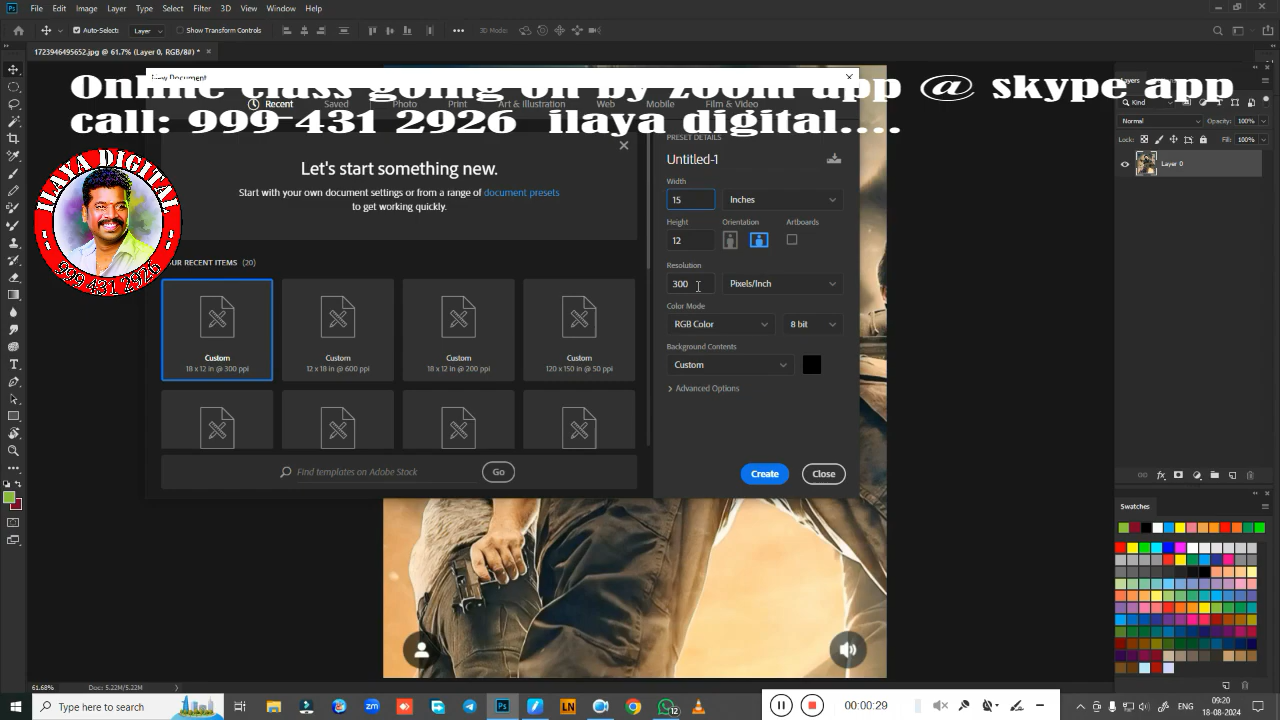 File Edit Image Layer Type Select Filter 3D View Window Help
Auto-Select: Layer Show Transform Controls 3D Mode:
1723946495652.jpg @ 61.7% (Layer 0, RGB/8#) *
New Document
Online class going on by zoom app @ skype app
call: 999-431 2926 ilaya digital....
Recent Saved Photo Print Art & Illustration Web Mobile Film & Video
ILAYA DIGITAL
999 431 2926
Let's start something new.
Start with your own document settings or from a range of document presets
to get working quickly.
UR RECENT ITEMS (20)
Custom
18 x 12 in @ 300 ppi
Custom
12 x 18 in @ 600 ppi
Custom
18 x 12 in @ 200 ppi
Custom
120 x 150 in @ 50 ppi
Find templates on Adobe Stock Go
PRESET DETAILS
Untitled-1
Width
15 Inches
Height Orientation Artboards
12
Resolution
300 Pixels/Inch
Color Mode
RGB Color 8 bit
Background Contents
Custom
Advanced Options
Create Close
Layers
Kind
Normal Opacity: 100%
Lock: Fill: 100%
Layer 0
Swatches
61.68% Doc: 5.22M/5.22M
Type here to search
00:00:29
ENG
09:20
18-08-2024